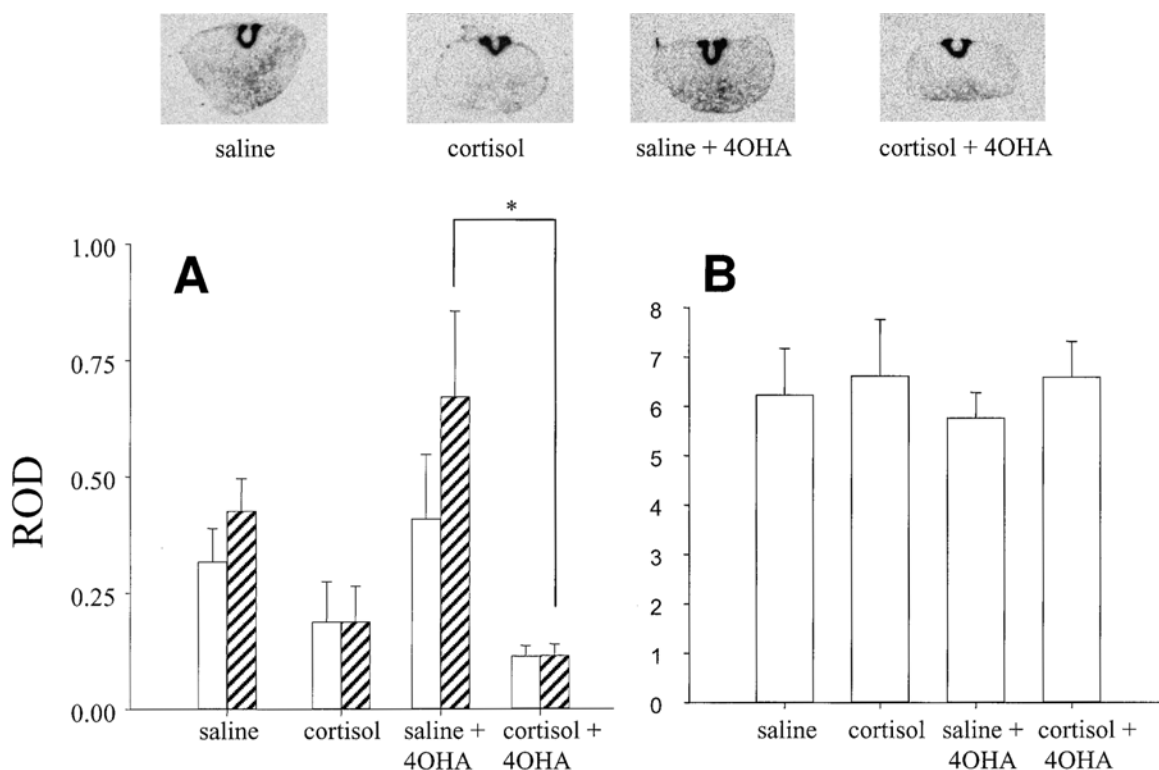 saline cortisol saline + 4OHA cortisol + 4OHA
*
A
1.00
0.75
0.50
0.25
0.00
ROD
saline cortisol saline + 4OHA cortisol + 4OHA
B
8
7
6
5
4
3
2
1
0
saline cortisol saline + 4OHA cortisol + 4OHA